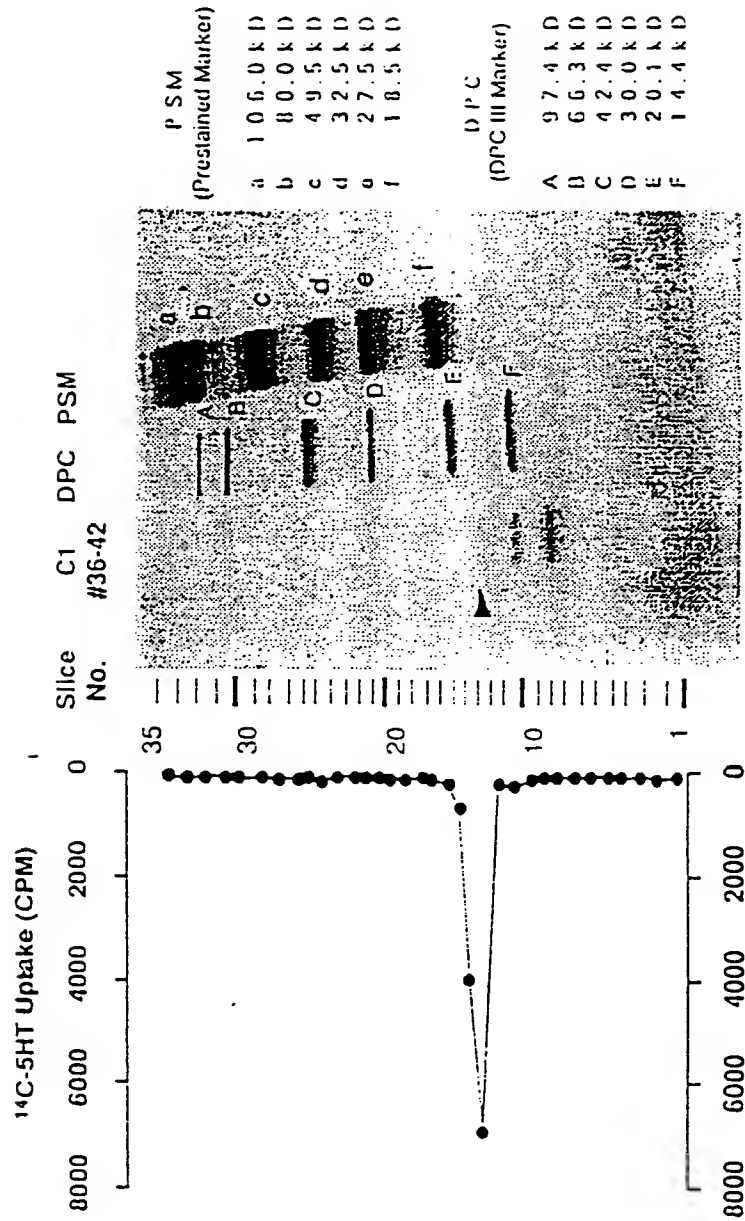 ¹⁴C-5HT Uptake (CPM)
8000
6000
4000
2000
0
8000
6000
4000
2000
0
Slice
No.
35
30
20
10
1
C1
#36-42
DPC
PSM
a
b
c
d
e
f
A
B
C
D
E
F
PSM
(Prestained Marker)
a 106.0kD
b 80.0kD
c 49.5kD
d 32.5kD
e 27.5kD
f 18.5kD
DPC
(DPC III Marker)
A 97.4kD
B 66.3kD
C 42.4kD
D 30.0kD
E 20.1kD
F 14.4kD